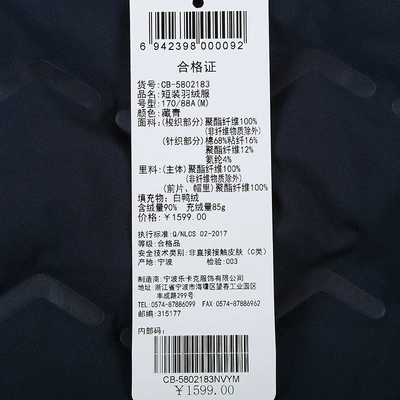 6 942398 000092
合格证
货号: CB-5802183
品名: 短装羽绒服
号型: 170/88A(M)
颜色: 藏青
面料: (梭织部分) 聚酯纤维100%
(非纤维物质除外)
(针织部分) 棉68%粘纤16%
聚酯纤维12%
氨纶4%
里料: (主体) 聚酯纤维100%
(非纤维物质除外)
(前片、帽里) 聚酯纤维100%
填充物: 白鸭绒
含绒量90% 充绒量85g
价格: ￥1599.00
执行标准: Q/NLCS 02-2017
等级: 合格品
安全技术类别: 非直接接触皮肤 (C类)
产地: 宁波 检验: 003
制造商: 宁波乐卡克服饰有限公司
地址: 浙江省宁波市海曙区望春工业园区
丰成路299号
TEL: 0574-87886099 FAX: 0574-87886962
邮编: 315177
内部码:
CB-5802183NVYM
￥1599.00